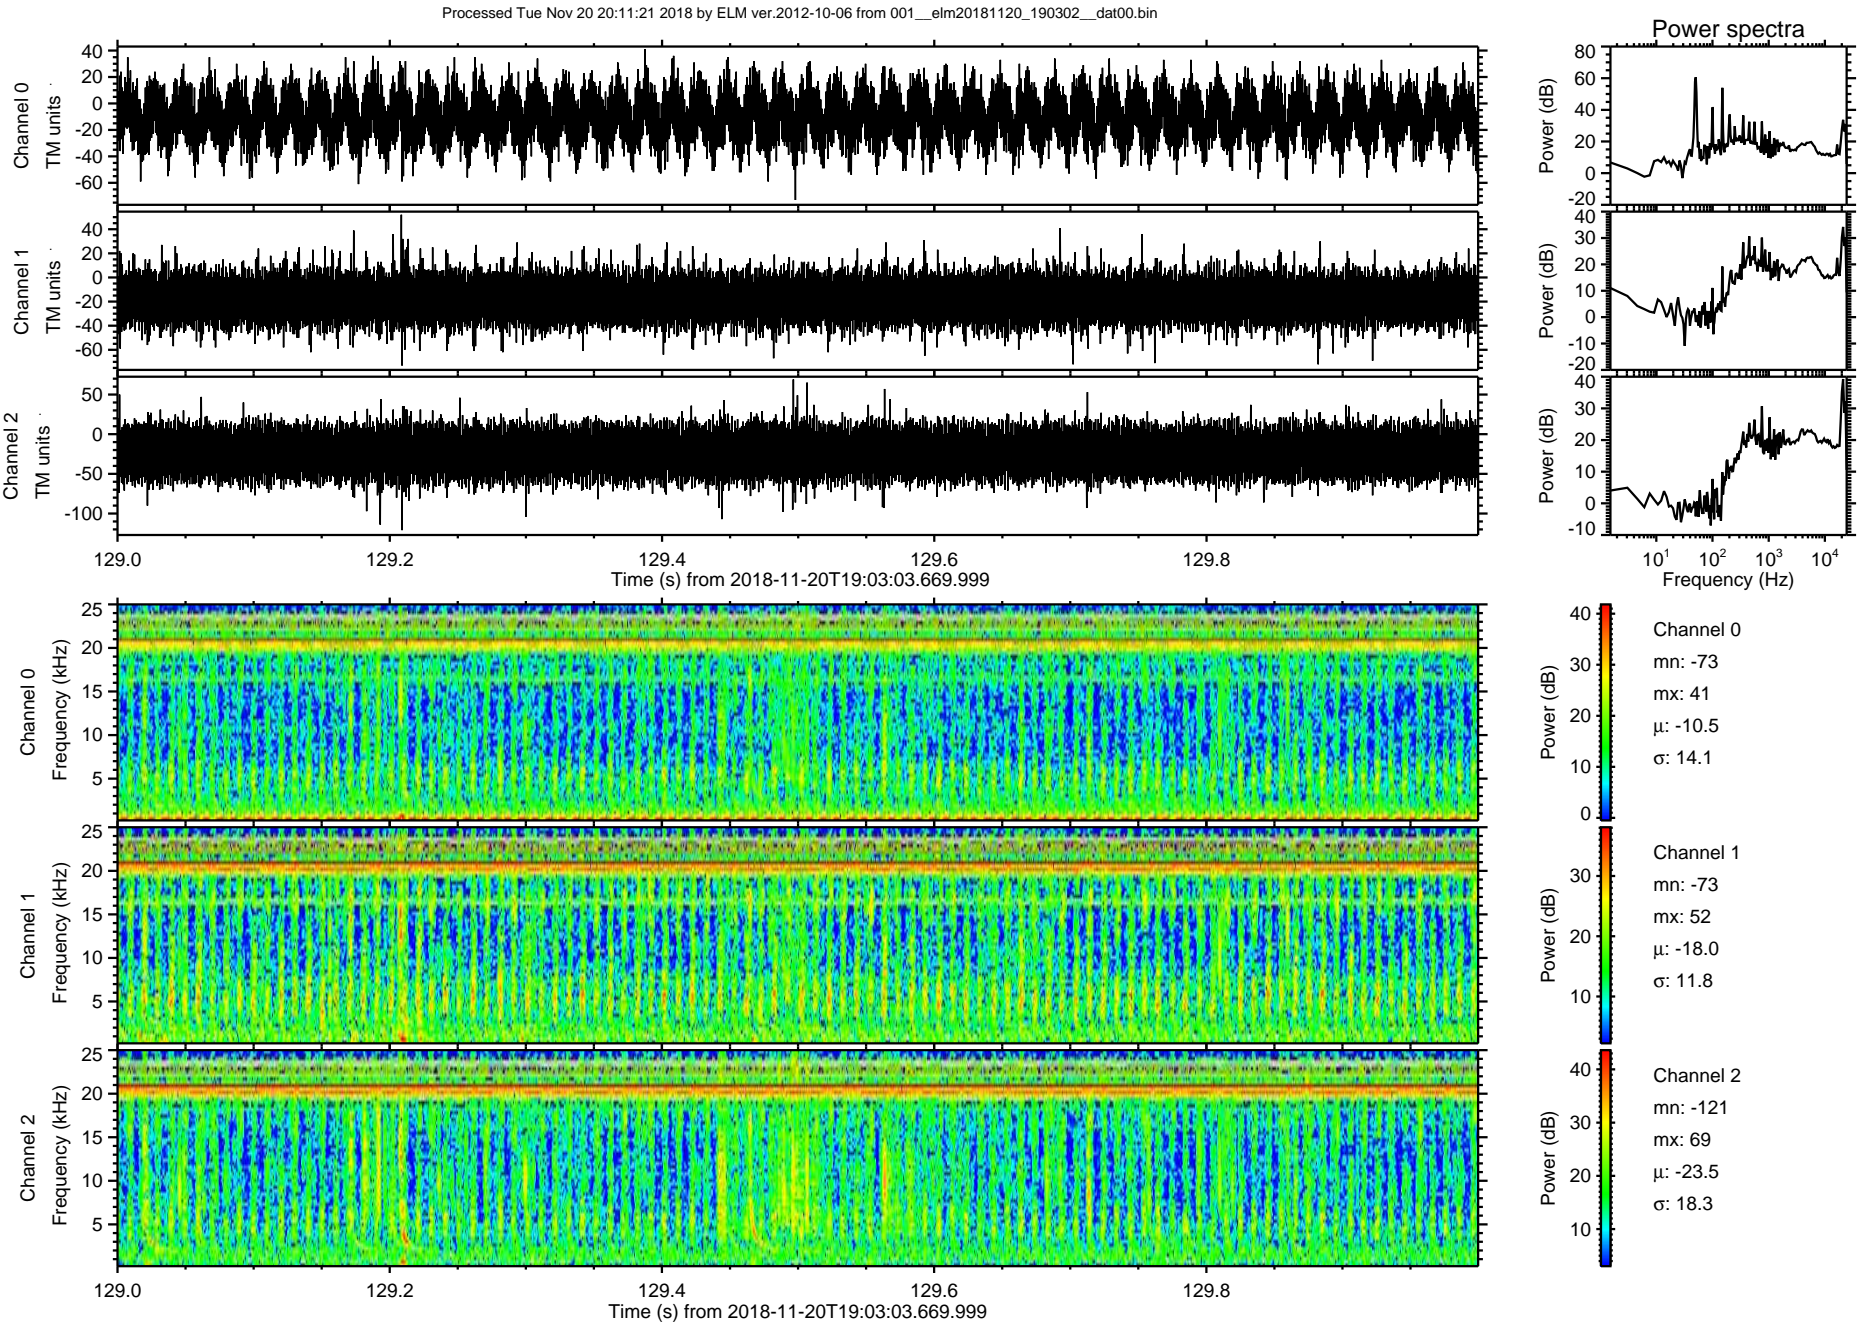 Processed Tue Nov 20 20:11:21 2018 by ELM ver.2012-10-06 from 001__elm20181120_190302__dat00.bin
Power spectra
Channel 0
TM units
40
20
0
-20
-40
-60
Power (dB)
80
60
40
20
0
-20
Channel 1
TM units
40
20
0
-20
-40
-60
Power (dB)
40
30
20
10
0
-10
-20
Channel 2
TM units
50
0
-50
-100
Power (dB)
40
30
20
10
0
-10
129.0 129.2 129.4 129.6 129.8
Time (s) from 2018-11-20T19:03:03.669.999
10¹ 10² 10³ 10⁴
Frequency (Hz)
Channel 0
Frequency (kHz)
25
20
15
10
5
Power (dB)
40
30
20
10
0
Channel 0
mn: -73
mx: 41
µ: -10.5
σ: 14.1
Channel 1
Frequency (kHz)
25
20
15
10
5
Power (dB)
30
20
10
Channel 1
mn: -73
mx: 52
µ: -18.0
σ: 11.8
Channel 2
Frequency (kHz)
25
20
15
10
5
Power (dB)
40
30
20
10
Channel 2
mn: -121
mx: 69
µ: -23.5
σ: 18.3
129.0 129.2 129.4 129.6 129.8
Time (s) from 2018-11-20T19:03:03.669.999